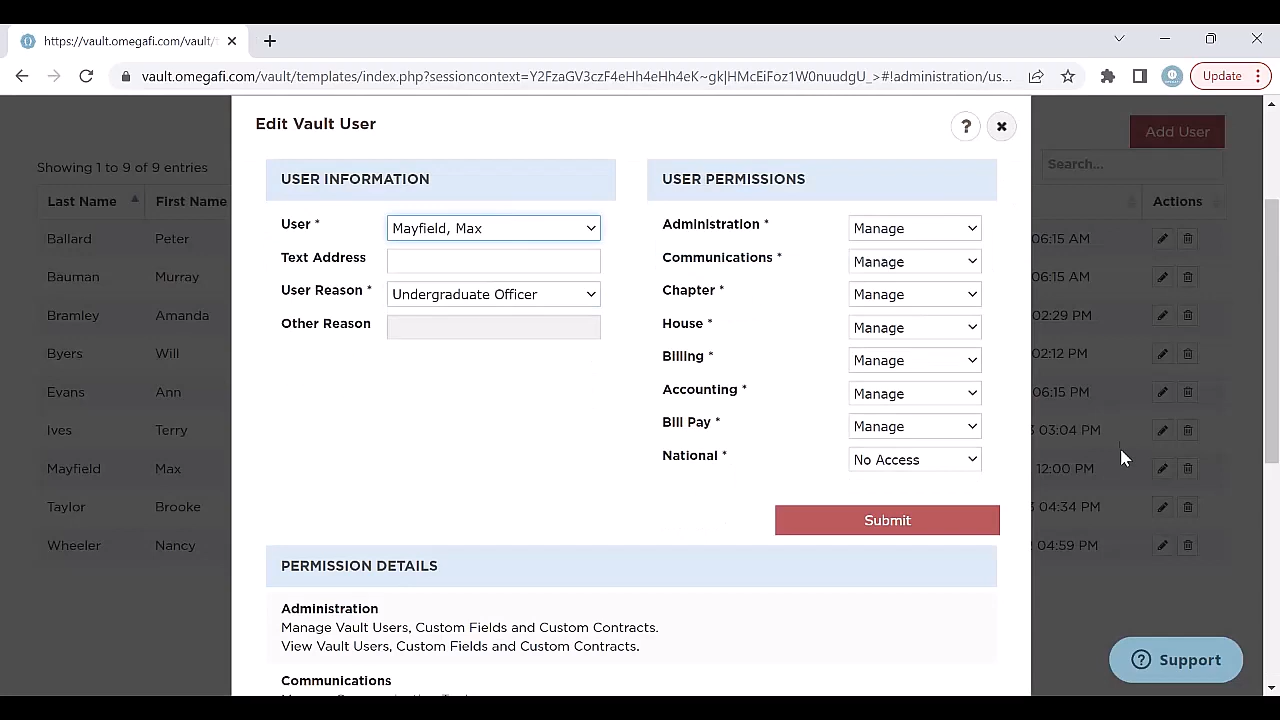 https://vault.omegafi.com/vault/t
vault.omegafi.com/vault/templates/index.php?sessioncontext=Y2FzaGV3czF4eHh4eHh4eK~gk|HMcEiFoz1W0nuudgU_>#!administration/us...
Update
Edit Vault User
?
Add User
Showing 1 to 9 of 9 entries
Search...
USER INFORMATION
USER PERMISSIONS
Last Name
First Name
Actions
User *
Mayfield, Max
Administration *
Manage
Ballard
Peter
06:15 AM
Text Address
Communications *
Manage
Bauman
Murray
06:15 AM
User Reason *
Undergraduate Officer
Chapter *
Manage
Bramley
Amanda
02:29 PM
Other Reason
House *
Manage
Byers
Will
02:12 PM
Billing *
Manage
Evans
Ann
06:15 PM
Accounting *
Manage
Ives
Terry
3 03:04 PM
Bill Pay *
Manage
Mayfield
Max
12:00 PM
National *
No Access
Taylor
Brooke
3 04:34 PM
Submit
Wheeler
Nancy
2 04:59 PM
PERMISSION DETAILS
Administration
Manage Vault Users, Custom Fields and Custom Contracts.
View Vault Users, Custom Fields and Custom Contracts.
Communications
Support